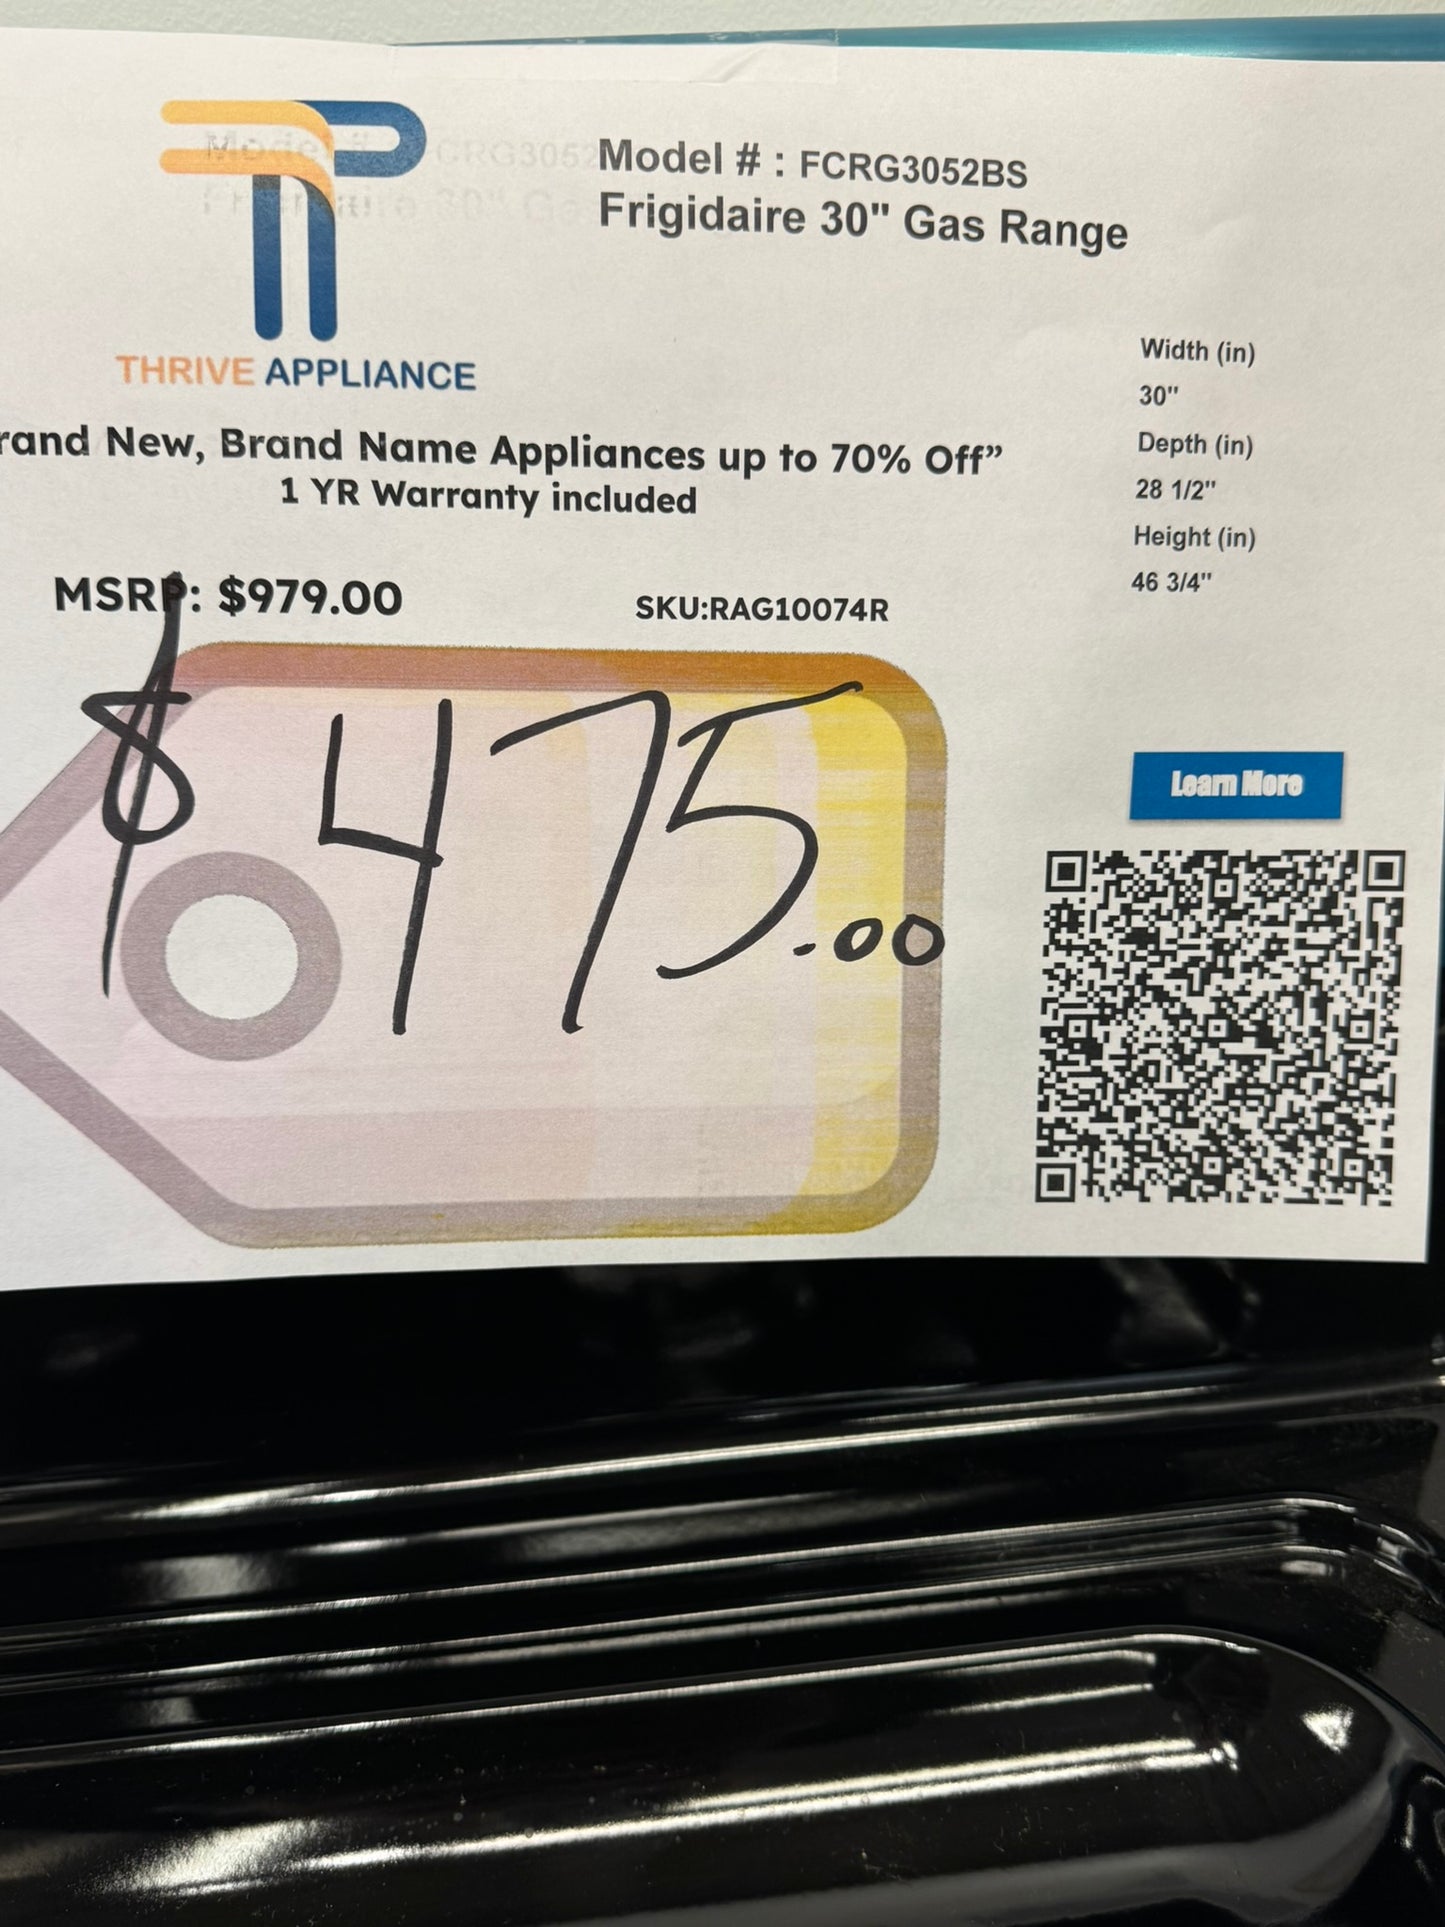 Model # : FCRG3052BS
Frigidaire 30" Gas Range
THRIVE APPLIANCE
rand New, Brand Name Appliances up to 70% Off”
1 YR Warranty included
MSRP: $979.00
SKU:RAG10074R
$475.00
Width (in)
30"
Depth (in)
28 1/2"
Height (in)
46 3/4"
Learn More